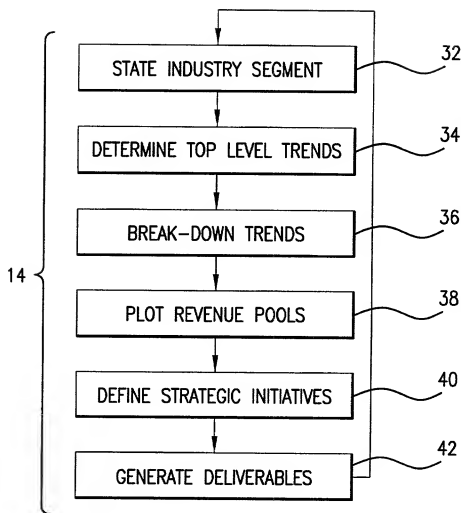 STATE INDUSTRY SEGMENT
32
DETERMINE TOP LEVEL TRENDS
34
BREAK-DOWN TRENDS
36
14
PLOT REVENUE POOLS
38
DEFINE STRATEGIC INITIATIVES
40
GENERATE DELIVERABLES
42